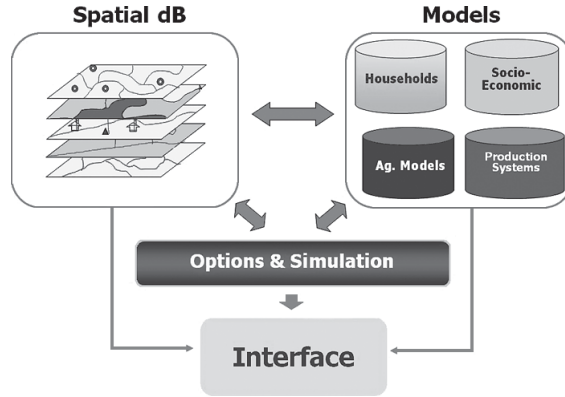 Spatial dB
Models
Households
Socio-
Economic
Ag. Models
Production
Systems
Options & Simulation
Interface